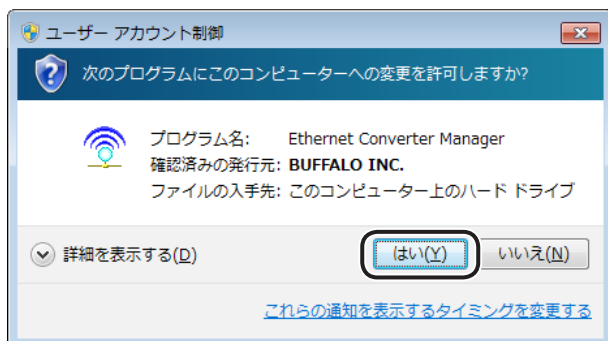 ユーザー アカウント制御
次のプログラムにこのコンピューターへの変更を許可しますか?
プログラム名: Ethernet Converter Manager
確認済みの発行元: BUFFALO INC.
ファイルの入手先: このコンピューター上のハード ドライブ
詳細を表示する(D) はい(Y) いいえ(N)
これらの通知を表示するタイミングを変更する